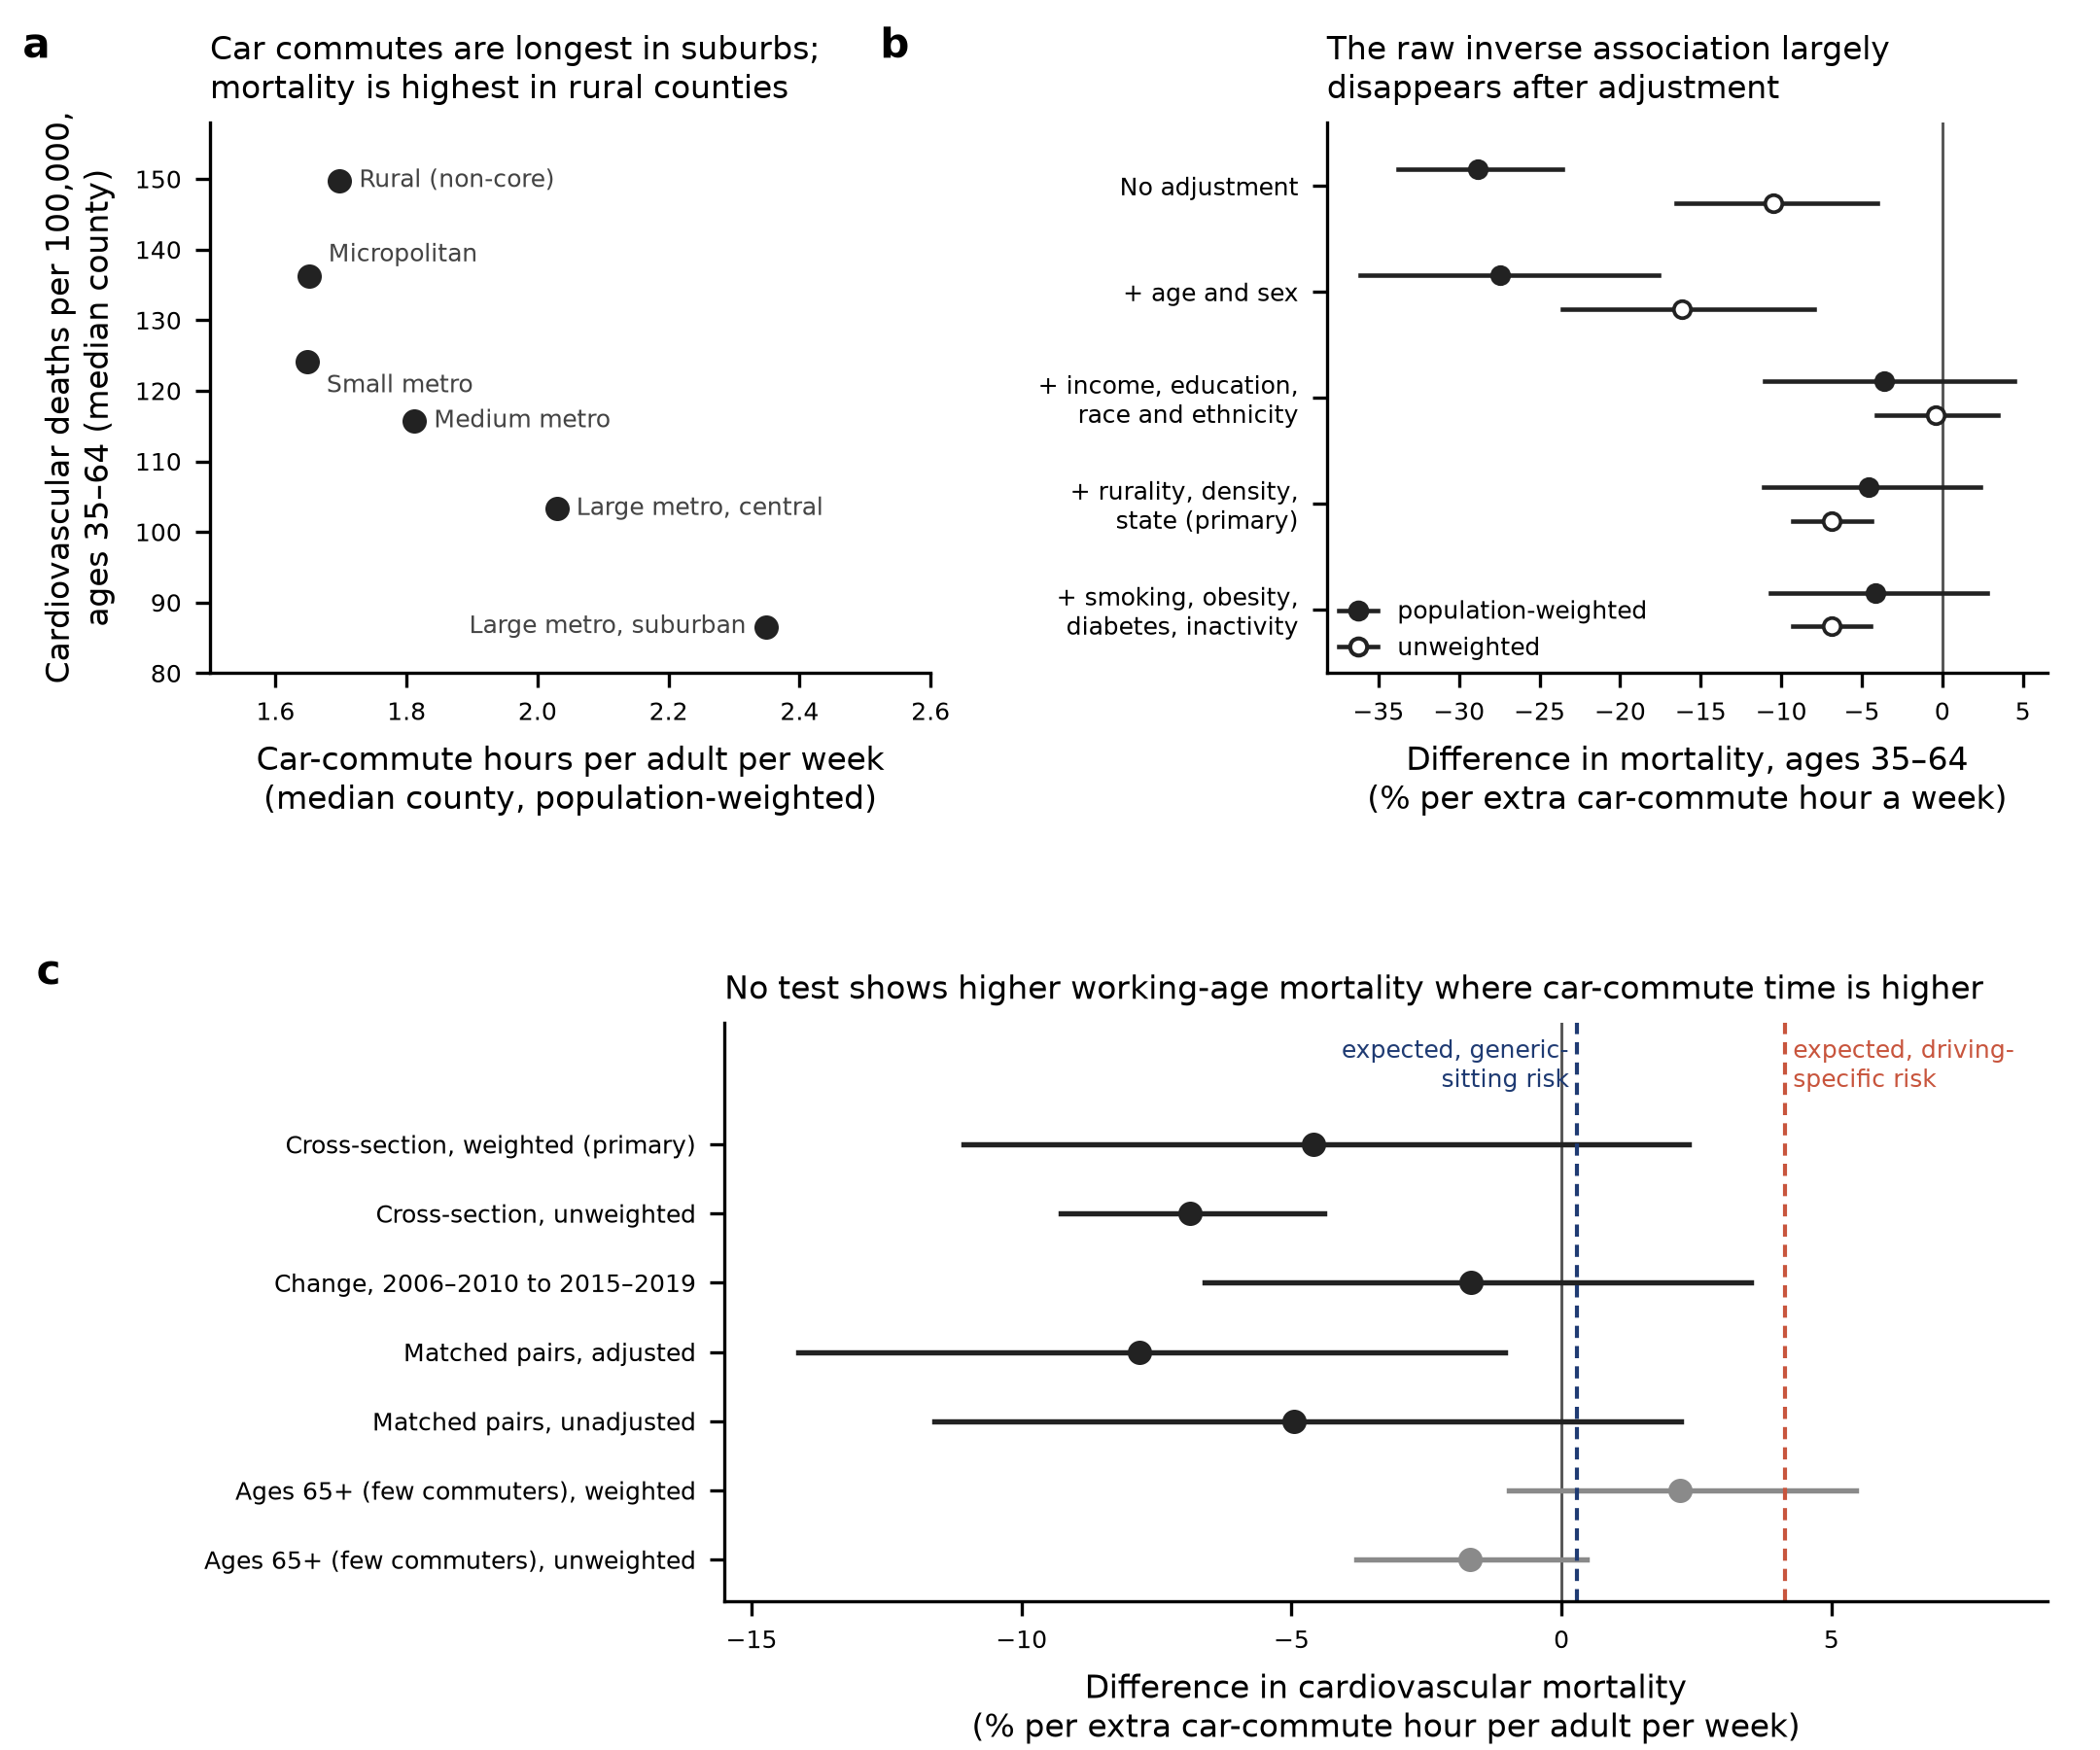 a
Car commutes are longest in suburbs;
mortality is highest in rural counties
Cardiovascular deaths per 100,000,
ages 35–64 (median county)
150
140
130
120
110
100
90
80
Rural (non-core)
Micropolitan
Small metro
Medium metro
Large metro, central
Large metro, suburban
1.6 1.8 2.0 2.2 2.4 2.6
Car-commute hours per adult per week
(median county, population-weighted)
b
The raw inverse association largely
disappears after adjustment
No adjustment
+ age and sex
+ income, education,
race and ethnicity
+ rurality, density,
state (primary)
+ smoking, obesity,
diabetes, inactivity
population-weighted
unweighted
−35 −30 −25 −20 −15 −10 −5 0 5
Difference in mortality, ages 35–64
(% per extra car-commute hour a week)
c
No test shows higher working-age mortality where car-commute time is higher
expected, generic-
sitting risk
expected, driving-
specific risk
Cross-section, weighted (primary)
Cross-section, unweighted
Change, 2006–2010 to 2015–2019
Matched pairs, adjusted
Matched pairs, unadjusted
Ages 65+ (few commuters), weighted
Ages 65+ (few commuters), unweighted
−15 −10 −5 0 5
Difference in cardiovascular mortality
(% per extra car-commute hour per adult per week)